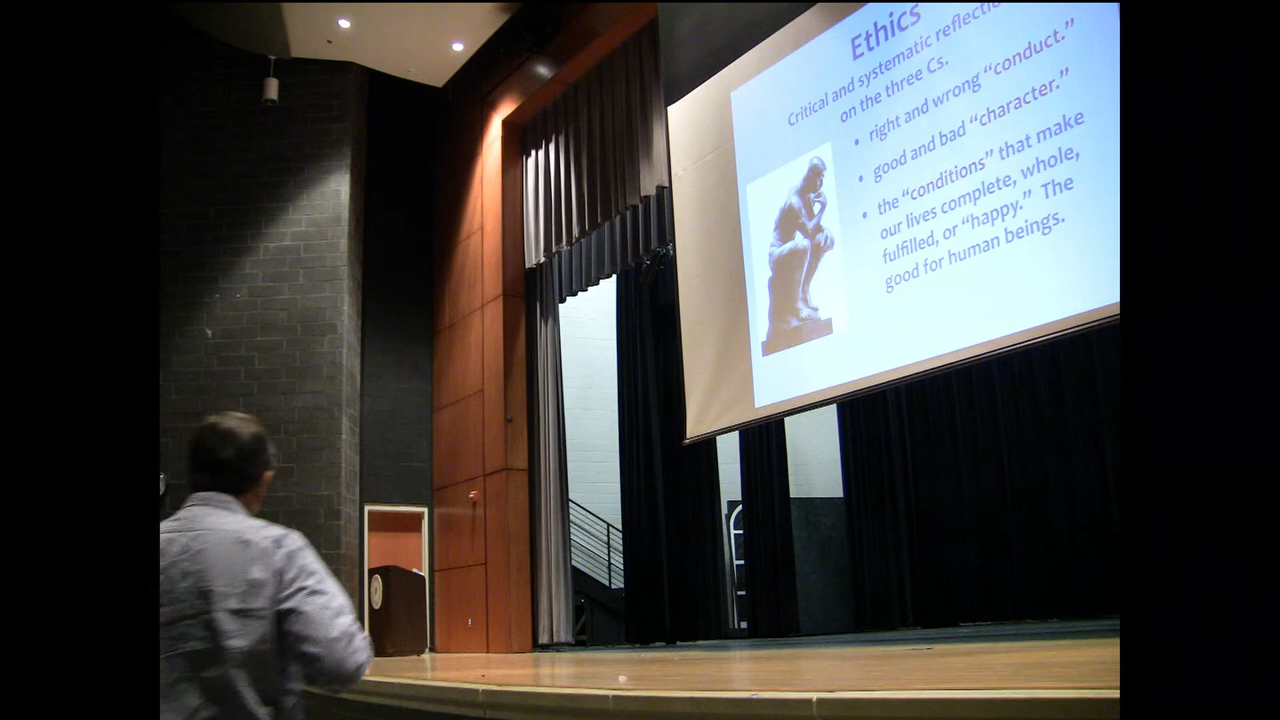 Ethics
Critical and systematic reflectio
on the three Cs.
• right and wrong “conduct.”
• good and bad “character.”
• the “conditions” that make
our lives complete, whole,
fulfilled, or “happy.” The
good for human beings.